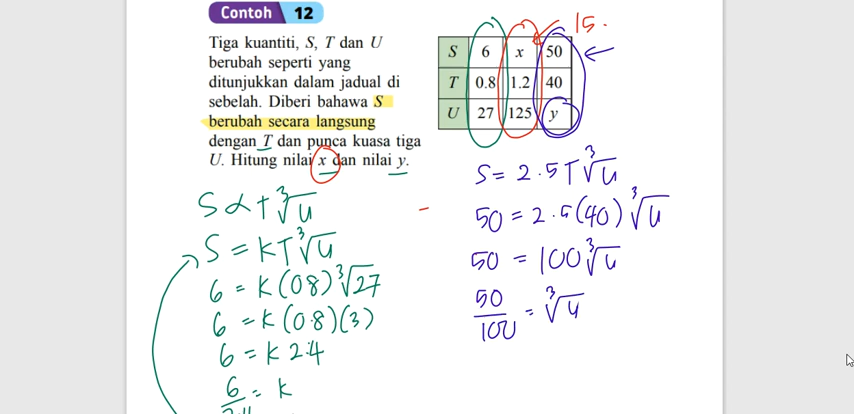 Contoh 12
Tiga kuantiti, S, T dan U
berubah seperti yang
ditunjukkan dalam jadual di
sebelah. Diberi bahawa S
berubah secara langsung
dengan T dan punca kuasa tiga
U. Hitung nilai x dan nilai y.
15.
S 6 x 50
T 0.8 1.2 40
U 27 125 y
S ∝ T ∛U
S = KT ∛U
6 = K(0.8) ∛27
6 = K(0.8)(3)
6 = K 2.4
6/2.4 = K
S = 2.5T ∛U
50 = 2.5(40) ∛U
50 = 100 ∛U
50/100 = ∛U